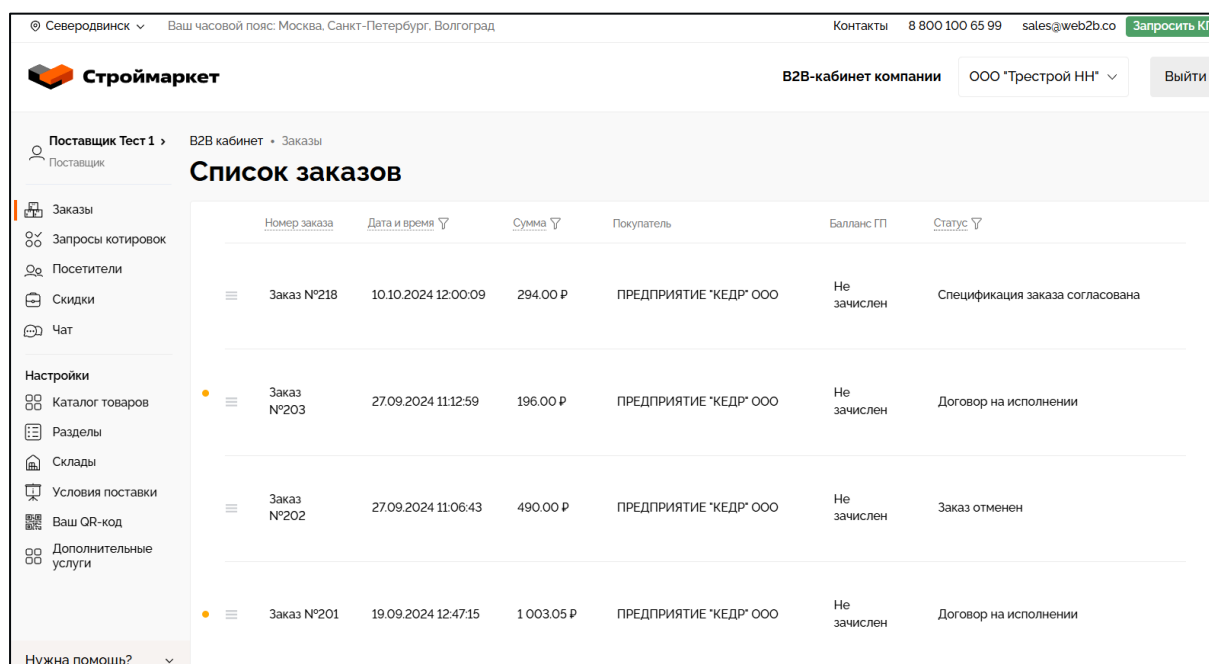 Северодвинск Ваш часовой пояс: Москва, Санкт-Петербург, Волгоград Контакты 8 800 100 65 99 sales@web2b.co Запросить КП
Строймаркет B2B-кабинет компании ООО "Трестрой НН" Выйти
Поставщик Тест 1 >
Поставщик
B2B кабинет • Заказы
Список заказов
Заказы
Запросы котировок
Посетители
Скидки
Чат
Настройки
Каталог товаров
Разделы
Склады
Условия поставки
Ваш QR-код
Дополнительные
услуги
Нужна помощь?
Номер заказа Дата и время Сумма Покупатель Балланс ГП Статус
Заказ №218 10.10.2024 12:00:09 294.00 ₽ ПРЕДПРИЯТИЕ "КЕДР" ООО Не
зачислен Спецификация заказа согласована
Заказ
№203 27.09.2024 11:12:59 196.00 ₽ ПРЕДПРИЯТИЕ "КЕДР" ООО Не
зачислен Договор на исполнении
Заказ
№202 27.09.2024 11:06:43 490.00 ₽ ПРЕДПРИЯТИЕ "КЕДР" ООО Не
зачислен Заказ отменен
Заказ №201 19.09.2024 12:47:15 1 003.05 ₽ ПРЕДПРИЯТИЕ "КЕДР" ООО Не
зачислен Договор на исполнении